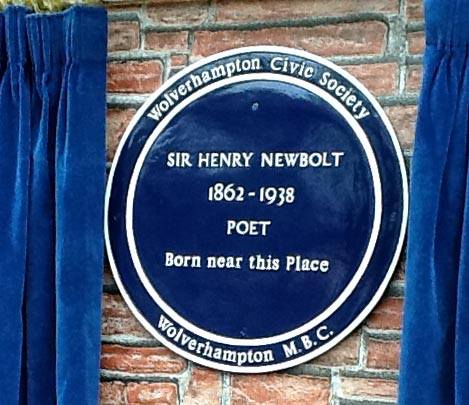 Wolverhampton Civic Society
SIR HENRY NEWBOLT
1862-1938
POET
Born near this Place
Wolverhampton M.B.C.